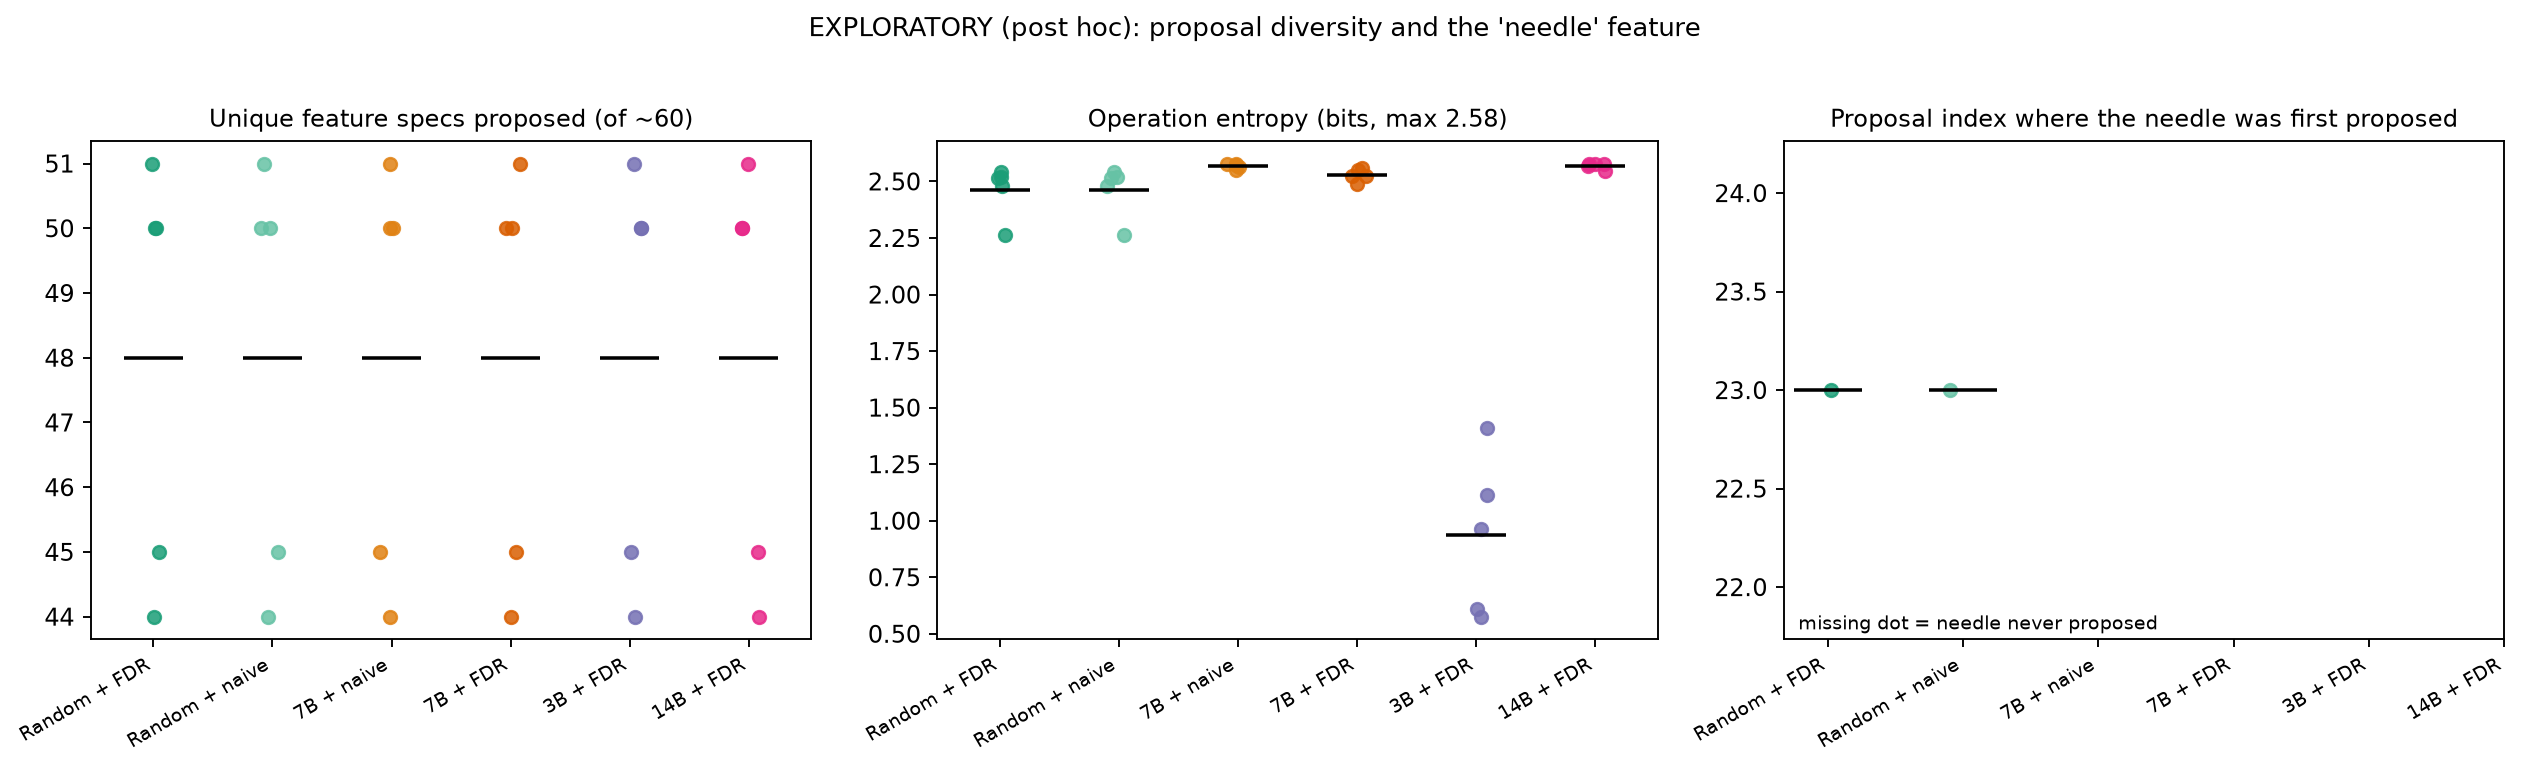 EXPLORATORY (post hoc): proposal diversity and the 'needle' feature
Unique feature specs proposed (of ~60)
51
50
49
48
47
46
45
44
Random + FDR
Random + naive
7B + naive
7B + FDR
3B + FDR
14B + FDR
Operation entropy (bits, max 2.58)
2.50
2.25
2.00
1.75
1.50
1.25
1.00
0.75
0.50
Random + FDR
Random + naive
7B + naive
7B + FDR
3B + FDR
14B + FDR
Proposal index where the needle was first proposed
24.0
23.5
23.0
22.5
22.0
missing dot = needle never proposed
Random + FDR
Random + naive
7B + naive
7B + FDR
3B + FDR
14B + FDR